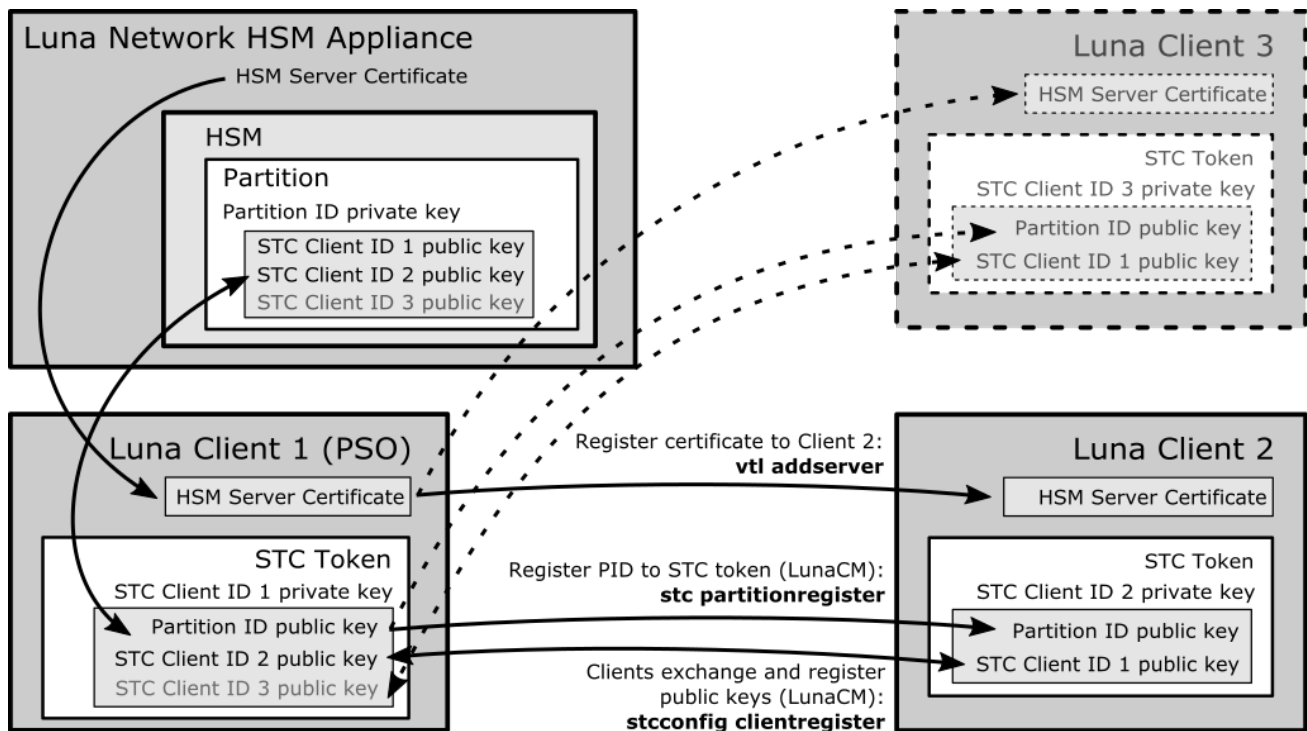 Luna Network HSM Appliance
HSM Server Certificate
HSM
Partition
Partition ID private key
STC Client ID 1 public key
STC Client ID 2 public key
STC Client ID 3 public key
Luna Client 3
HSM Server Certificate
STC Token
STC Client ID 3 private key
Partition ID public key
STC Client ID 1 public key
Luna Client 1 (PSO)
HSM Server Certificate
STC Token
STC Client ID 1 private key
Partition ID public key
STC Client ID 2 public key
STC Client ID 3 public key
Register certificate to Client 2:
vtl addserver
Register PID to STC token (LunaCM):
stc partitionregister
Clients exchange and register
public keys (LunaCM):
stcconfig clientregister
Luna Client 2
HSM Server Certificate
STC Token
STC Client ID 2 private key
Partition ID public key
STC Client ID 1 public key